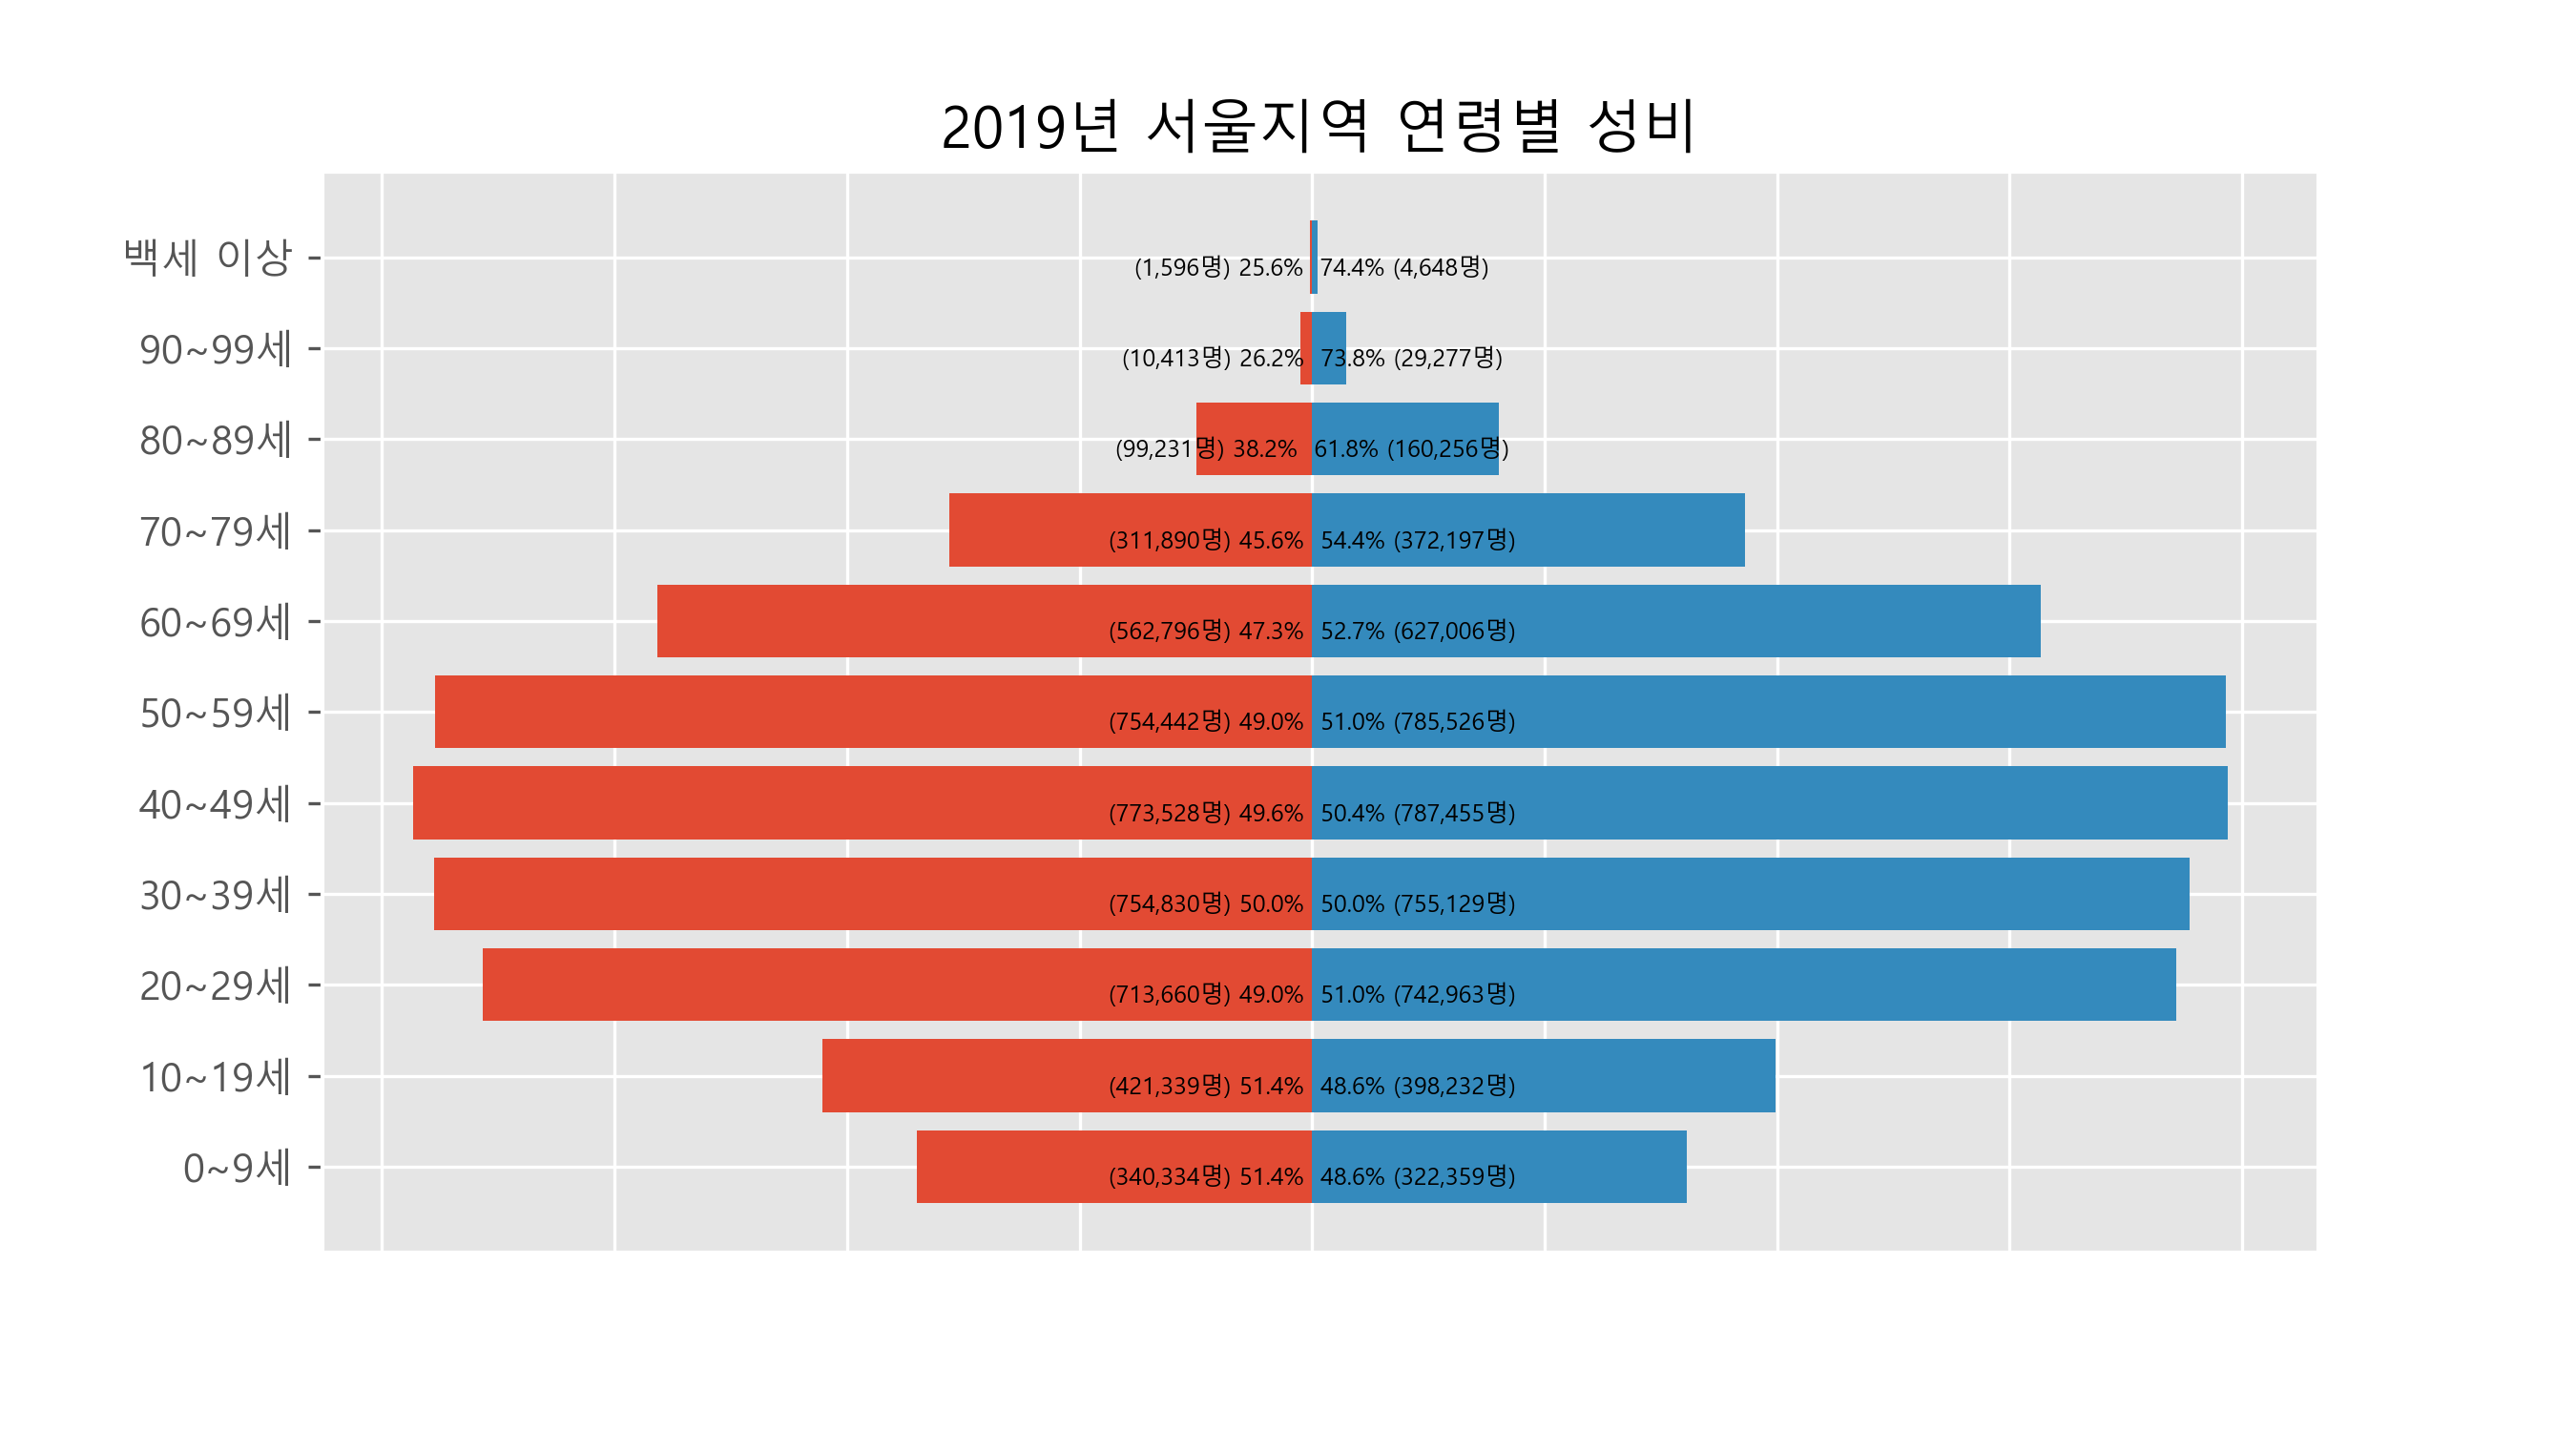 2019년 서울지역 연령별 성비
백세 이상 (1,596명) 25.6% 74.4% (4,648명)
90~99세 (10,413명) 26.2% 73.8% (29,277명)
80~89세 (99,231명) 38.2% 61.8% (160,256명)
70~79세 (311,890명) 45.6% 54.4% (372,197명)
60~69세 (562,796명) 47.3% 52.7% (627,006명)
50~59세 (754,442명) 49.0% 51.0% (785,526명)
40~49세 (773,528명) 49.6% 50.4% (787,455명)
30~39세 (754,830명) 50.0% 50.0% (755,129명)
20~29세 (713,660명) 49.0% 51.0% (742,963명)
10~19세 (421,339명) 51.4% 48.6% (398,232명)
0~9세 (340,334명) 51.4% 48.6% (322,359명)